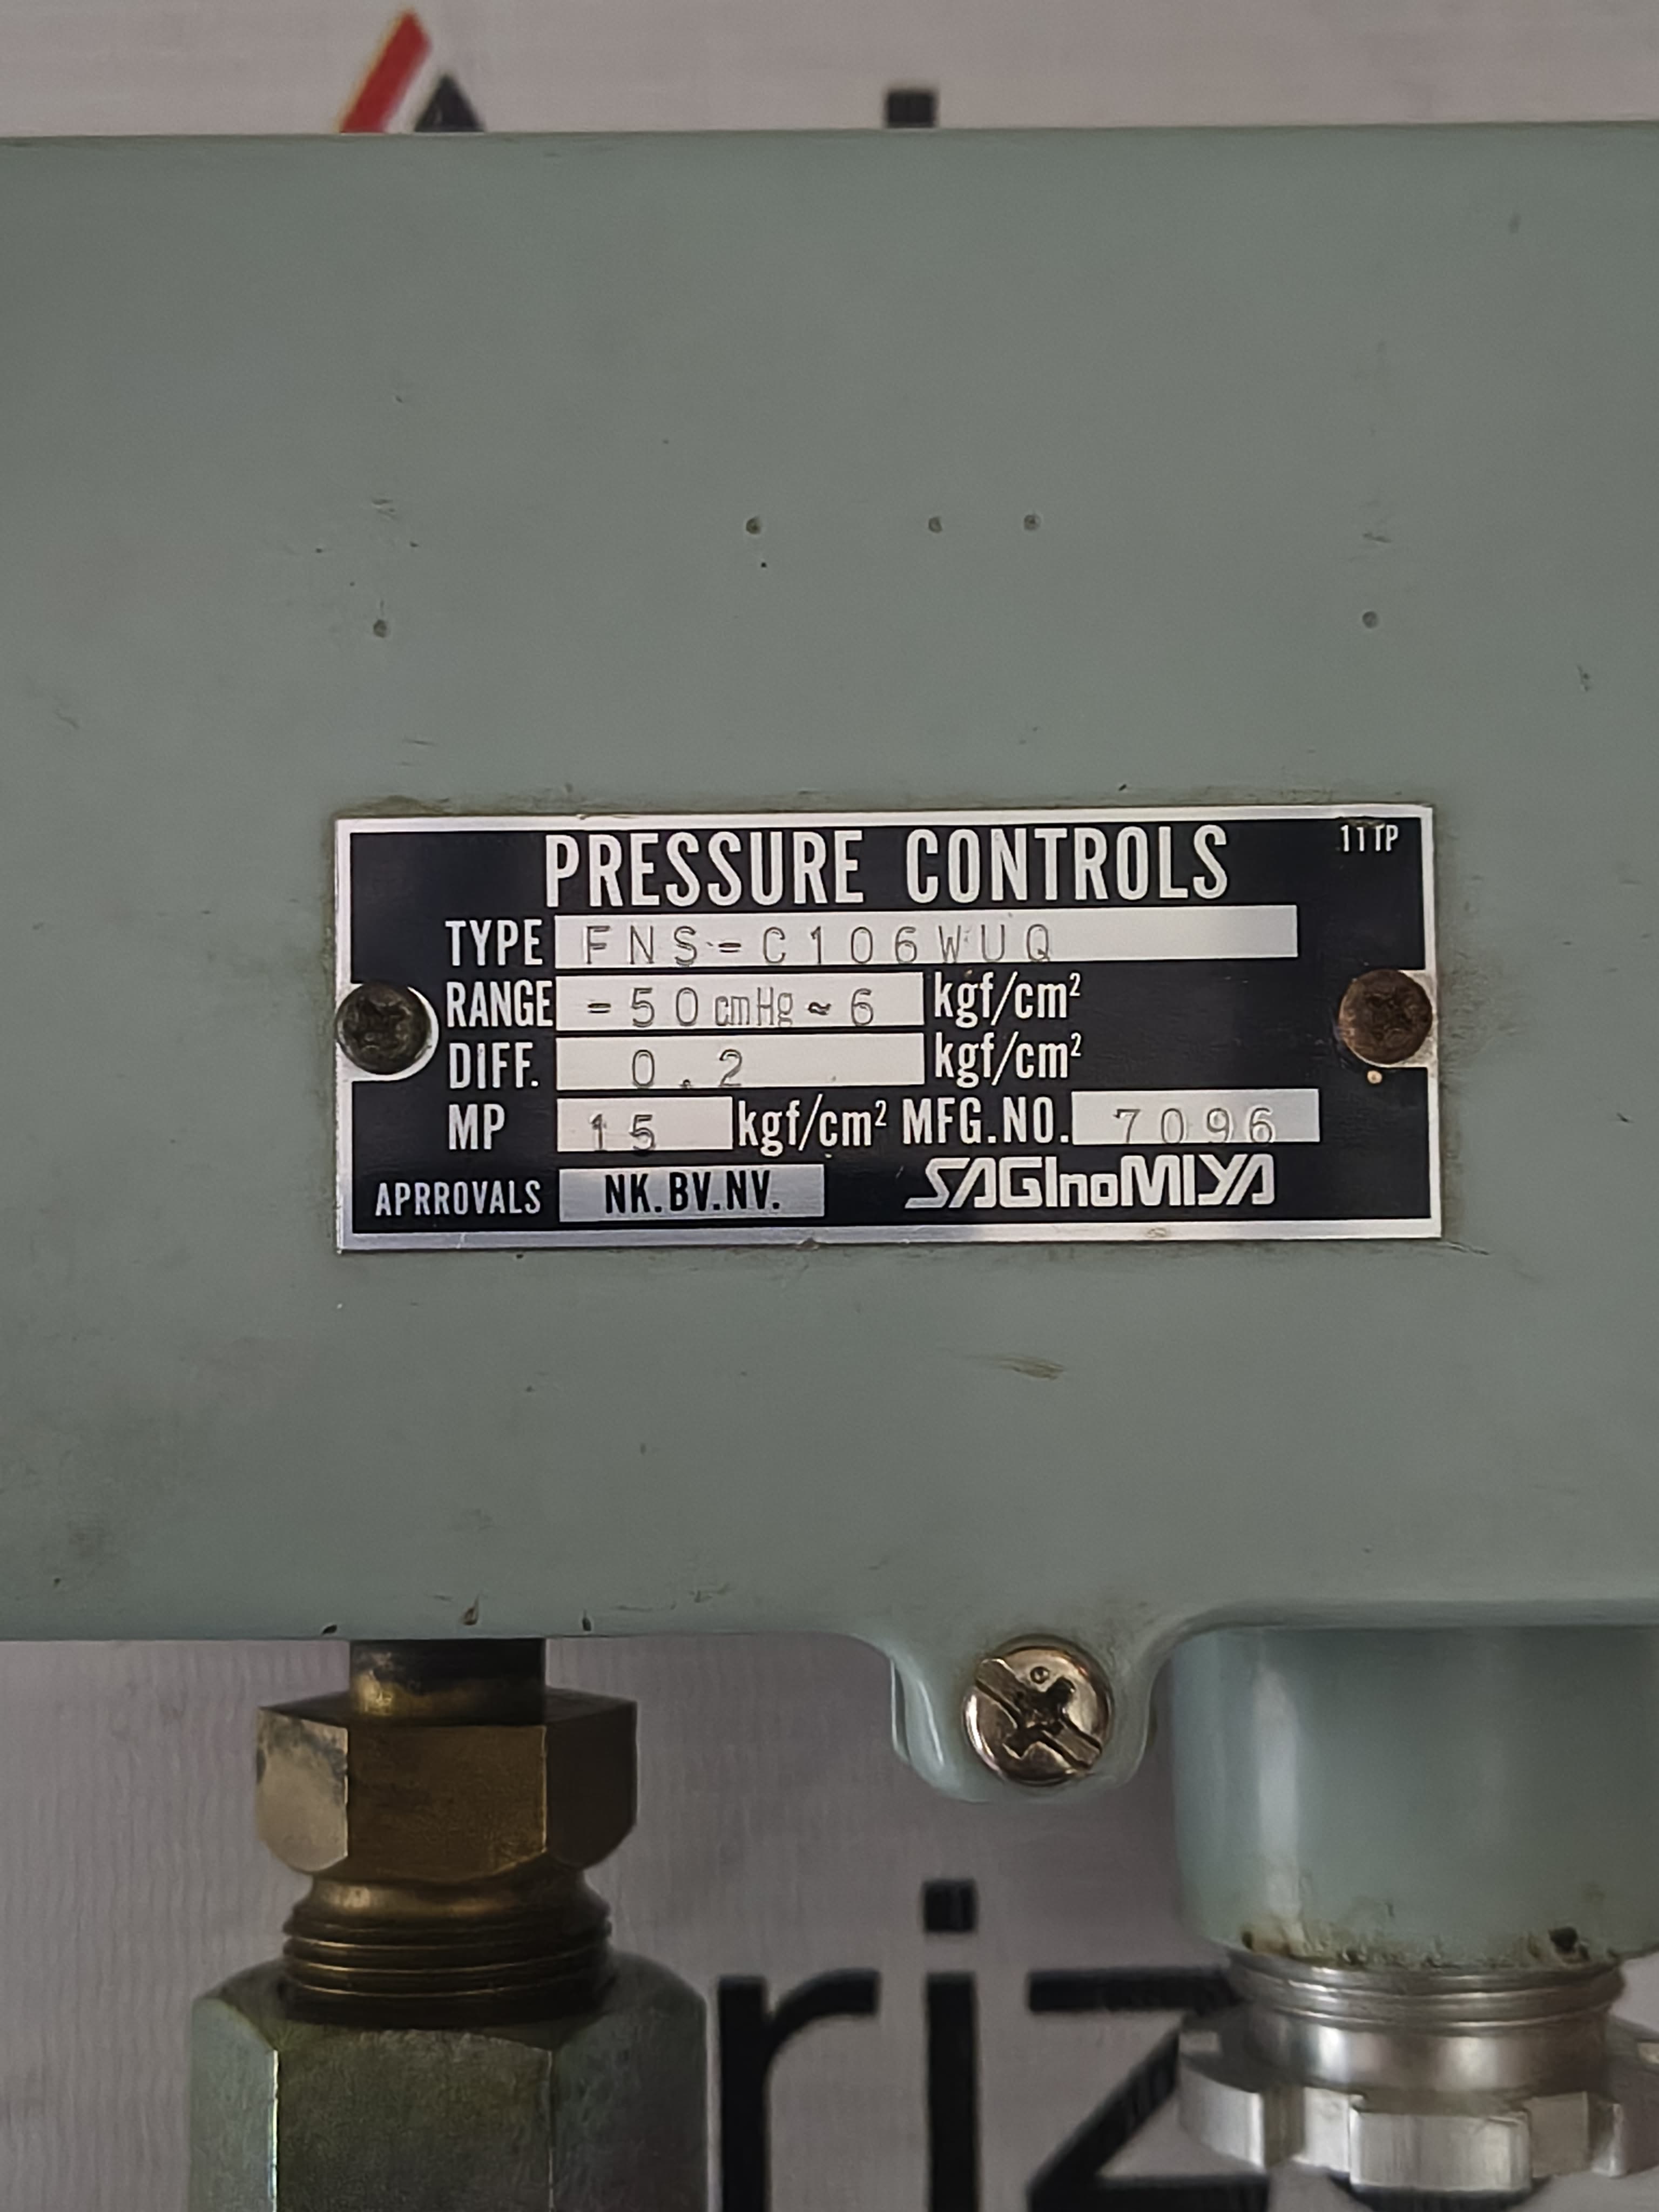 PRESSURE CONTROLS
11TP
TYPE FNS-C106WUQ
RANGE -50cmHg~6 kgf/cm²
DIFF. 0.2 kgf/cm²
MP 15 kgf/cm² MFG.NO. 7096
APRROVALS NK.BV.NV. SAGInoMIYA
riz